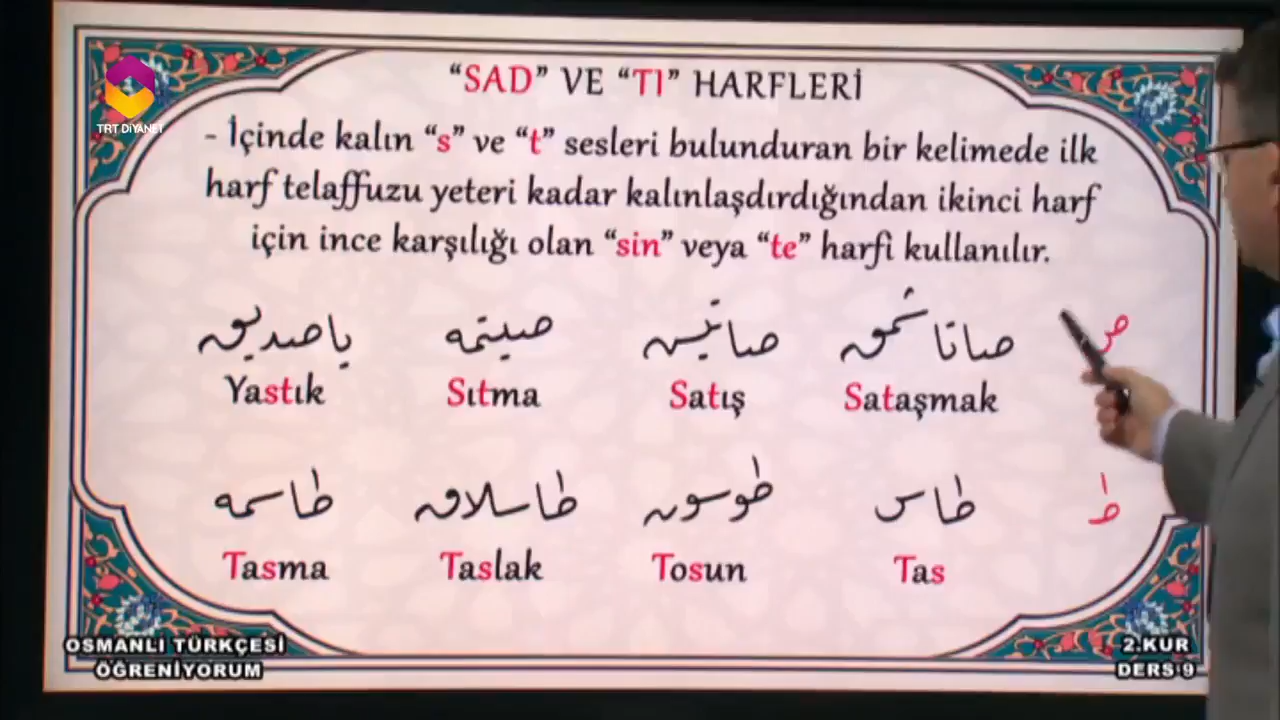 TRT DİYANET
“SAD” VE “TI” HARFLERİ
- İçinde kalın “s” ve “t” sesleri bulunduran bir kelimede ilk
harf telaffuzu yeteri kadar kalınlaşdırdığından ikinci harf
için ince karşılığı olan “sin” veya “te” harfi kullanılır.
ص صاتاشمق صاتیش صیتمه یاصدیق
Sataşmak Satış Sıtma Yastık
ط طاس طوسون طاسلاق طاسمه
Tas Tosun Taslak Tasma
OSMANLI TÜRKÇESİ
ÖĞRENİYORUM
2.KUR
DERS 9